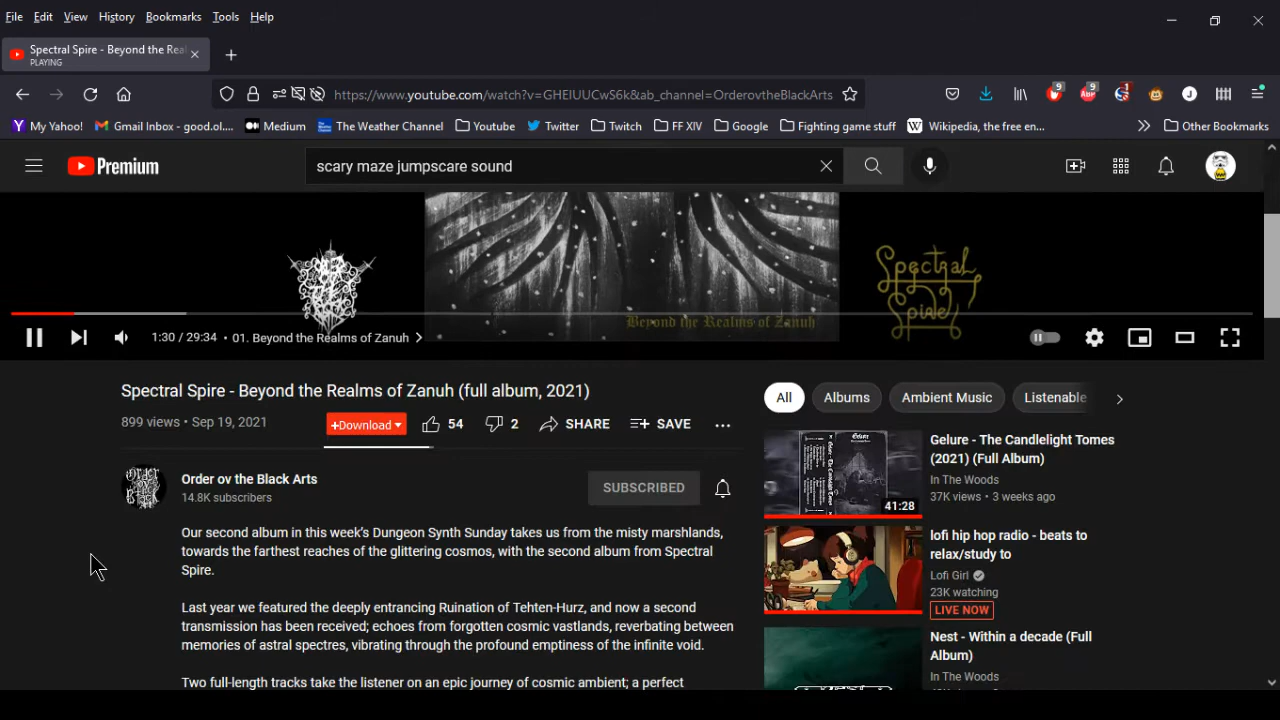 File Edit View History Bookmarks Tools Help
Spectral Spire - Beyond the Rea
PLAYING
https://www.youtube.com/watch?v=GHEIUUCwS6k&ab_channel=OrderovtheBlackArts
9 9 1
My Yahoo! Gmail Inbox - good.ol.... Medium The Weather Channel Youtube Twitter Twitch FF XIV Google Fighting game stuff Wikipedia, the free en... Other Bookmarks
Premium
scary maze jumpscare sound
Spectral
Spire
Beyond the Realms of Zanuh
1:30 / 29:34 • 01. Beyond the Realms of Zanuh
Spectral Spire - Beyond the Realms of Zanuh (full album, 2021)
899 views • Sep 19, 2021
+Download 54 2 SHARE SAVE
Order ov the Black Arts
14.8K subscribers
SUBSCRIBED
Our second album in this week's Dungeon Synth Sunday takes us from the misty marshlands,
towards the farthest reaches of the glittering cosmos, with the second album from Spectral
Spire.
Last year we featured the deeply entrancing Ruination of Tehten-Hurz, and now a second
transmission has been received; echoes from forgotten cosmic vastlands, reverbating between
memories of astral spectres, vibrating through the profound emptiness of the infinite void.
Two full-length tracks take the listener on an epic journey of cosmic ambient; a perfect
All Albums Ambient Music Listenable
41:28
Gelure - The Candlelight Tomes
(2021) (Full Album)
In The Woods
37K views • 3 weeks ago
lofi hip hop radio - beats to
relax/study to
Lofi Girl
23K watching
LIVE NOW
Nest - Within a decade (Full
Album)
In The Woods